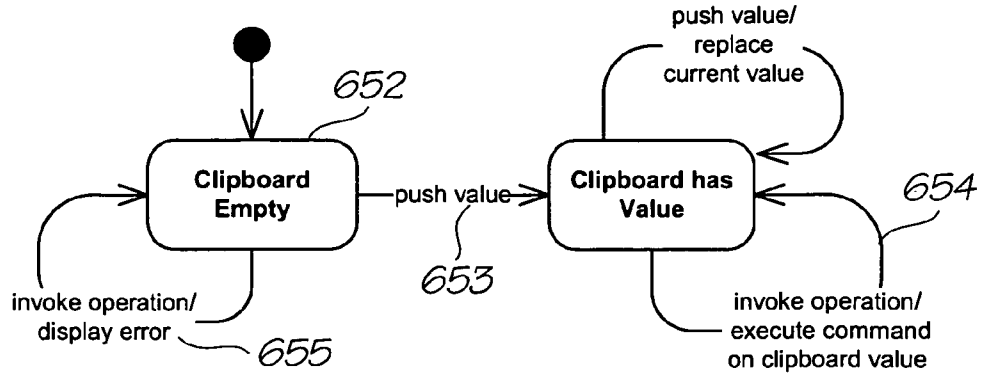 push value/
replace
current value
652
Clipboard
Empty
push value
653
Clipboard has
Value
654
invoke operation/
display error
655
invoke operation/
execute command
on clipboard value